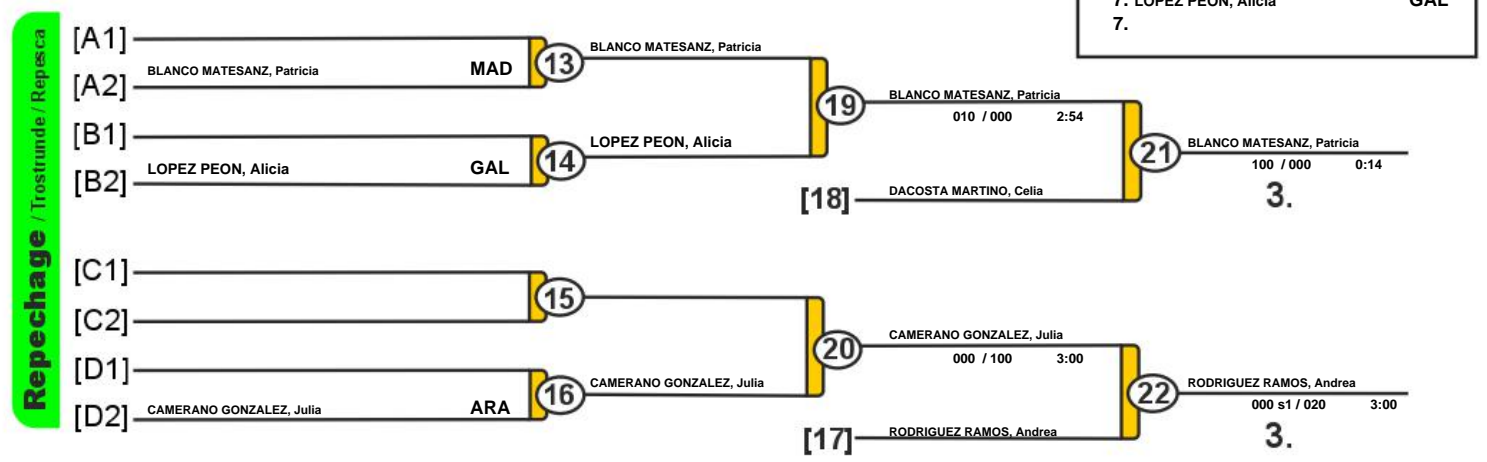 7. LOPEZ PEON, Alicia GAL
7.
Repechage / Trostrunde / Repesca
[A1]
BLANCO MATESANZ, Patricia MAD
[A2]
13
BLANCO MATESANZ, Patricia
[B1]
LOPEZ PEON, Alicia GAL
[B2]
14
LOPEZ PEON, Alicia
19
BLANCO MATESANZ, Patricia
010 / 000 2:54
[18]
DACOSTA MARTINO, Celia
21
BLANCO MATESANZ, Patricia
100 / 000 0:14
3.
[C1]
[C2]
15
[D1]
CAMERANO GONZALEZ, Julia ARA
[D2]
16
CAMERANO GONZALEZ, Julia
20
CAMERANO GONZALEZ, Julia
000 / 100 3:00
[17]
RODRIGUEZ RAMOS, Andrea
22
RODRIGUEZ RAMOS, Andrea
000 s1 / 020 3:00
3.